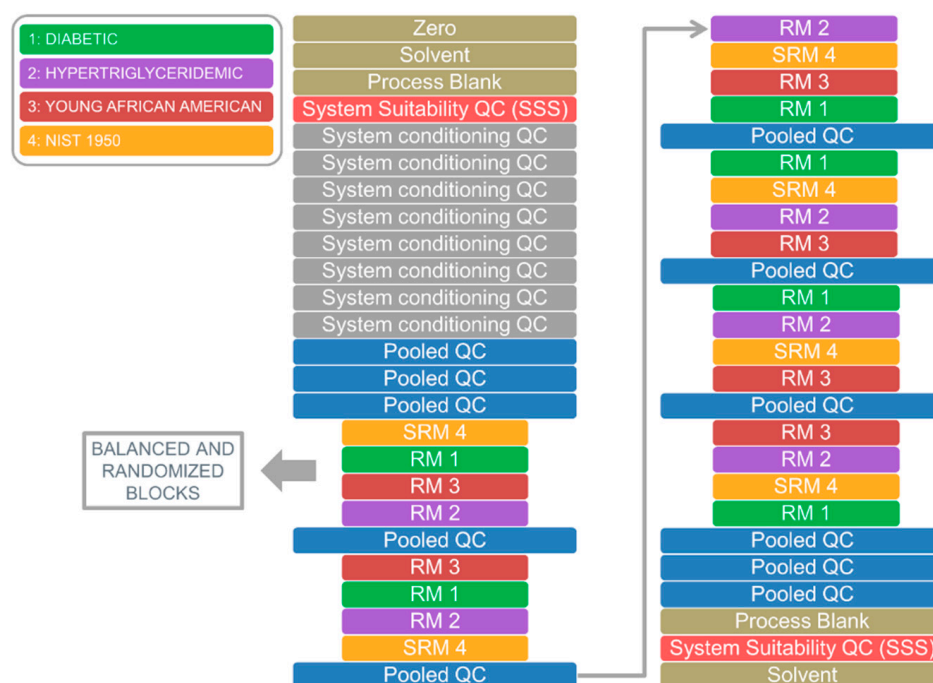 1: DIABETIC
2: HYPERTRIGLYCERIDEMIC
3: YOUNG AFRICAN AMERICAN
4: NIST 1950
BALANCED AND
RANDOMIZED
BLOCKS
Zero
Solvent
Process Blank
System Suitability QC (SSS)
System conditioning QC
System conditioning QC
System conditioning QC
System conditioning QC
System conditioning QC
System conditioning QC
System conditioning QC
System conditioning QC
Pooled QC
Pooled QC
Pooled QC
SRM 4
RM 1
RM 3
RM 2
Pooled QC
RM 3
RM 1
RM 2
SRM 4
Pooled QC
RM 2
SRM 4
RM 3
RM 1
Pooled QC
RM 1
SRM 4
RM 2
RM 3
Pooled QC
RM 1
RM 2
SRM 4
RM 3
Pooled QC
RM 3
RM 2
SRM 4
RM 1
Pooled QC
Pooled QC
Pooled QC
Process Blank
System Suitability QC (SSS)
Solvent